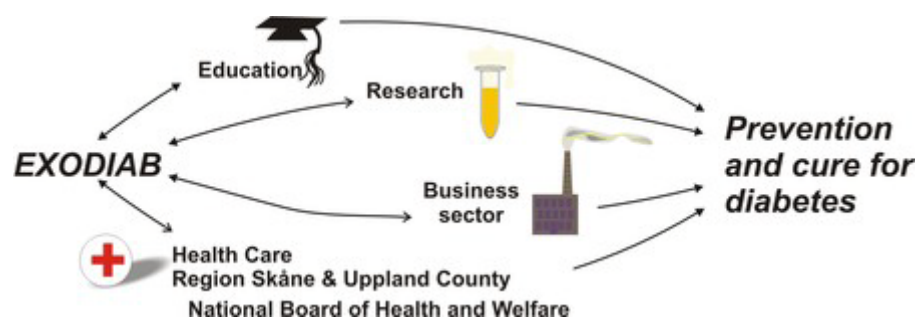 Education
Research
EXODIAB
Prevention
and cure for
diabetes
Business
sector
Health Care
Region Skåne & Uppland County
National Board of Health and Welfare